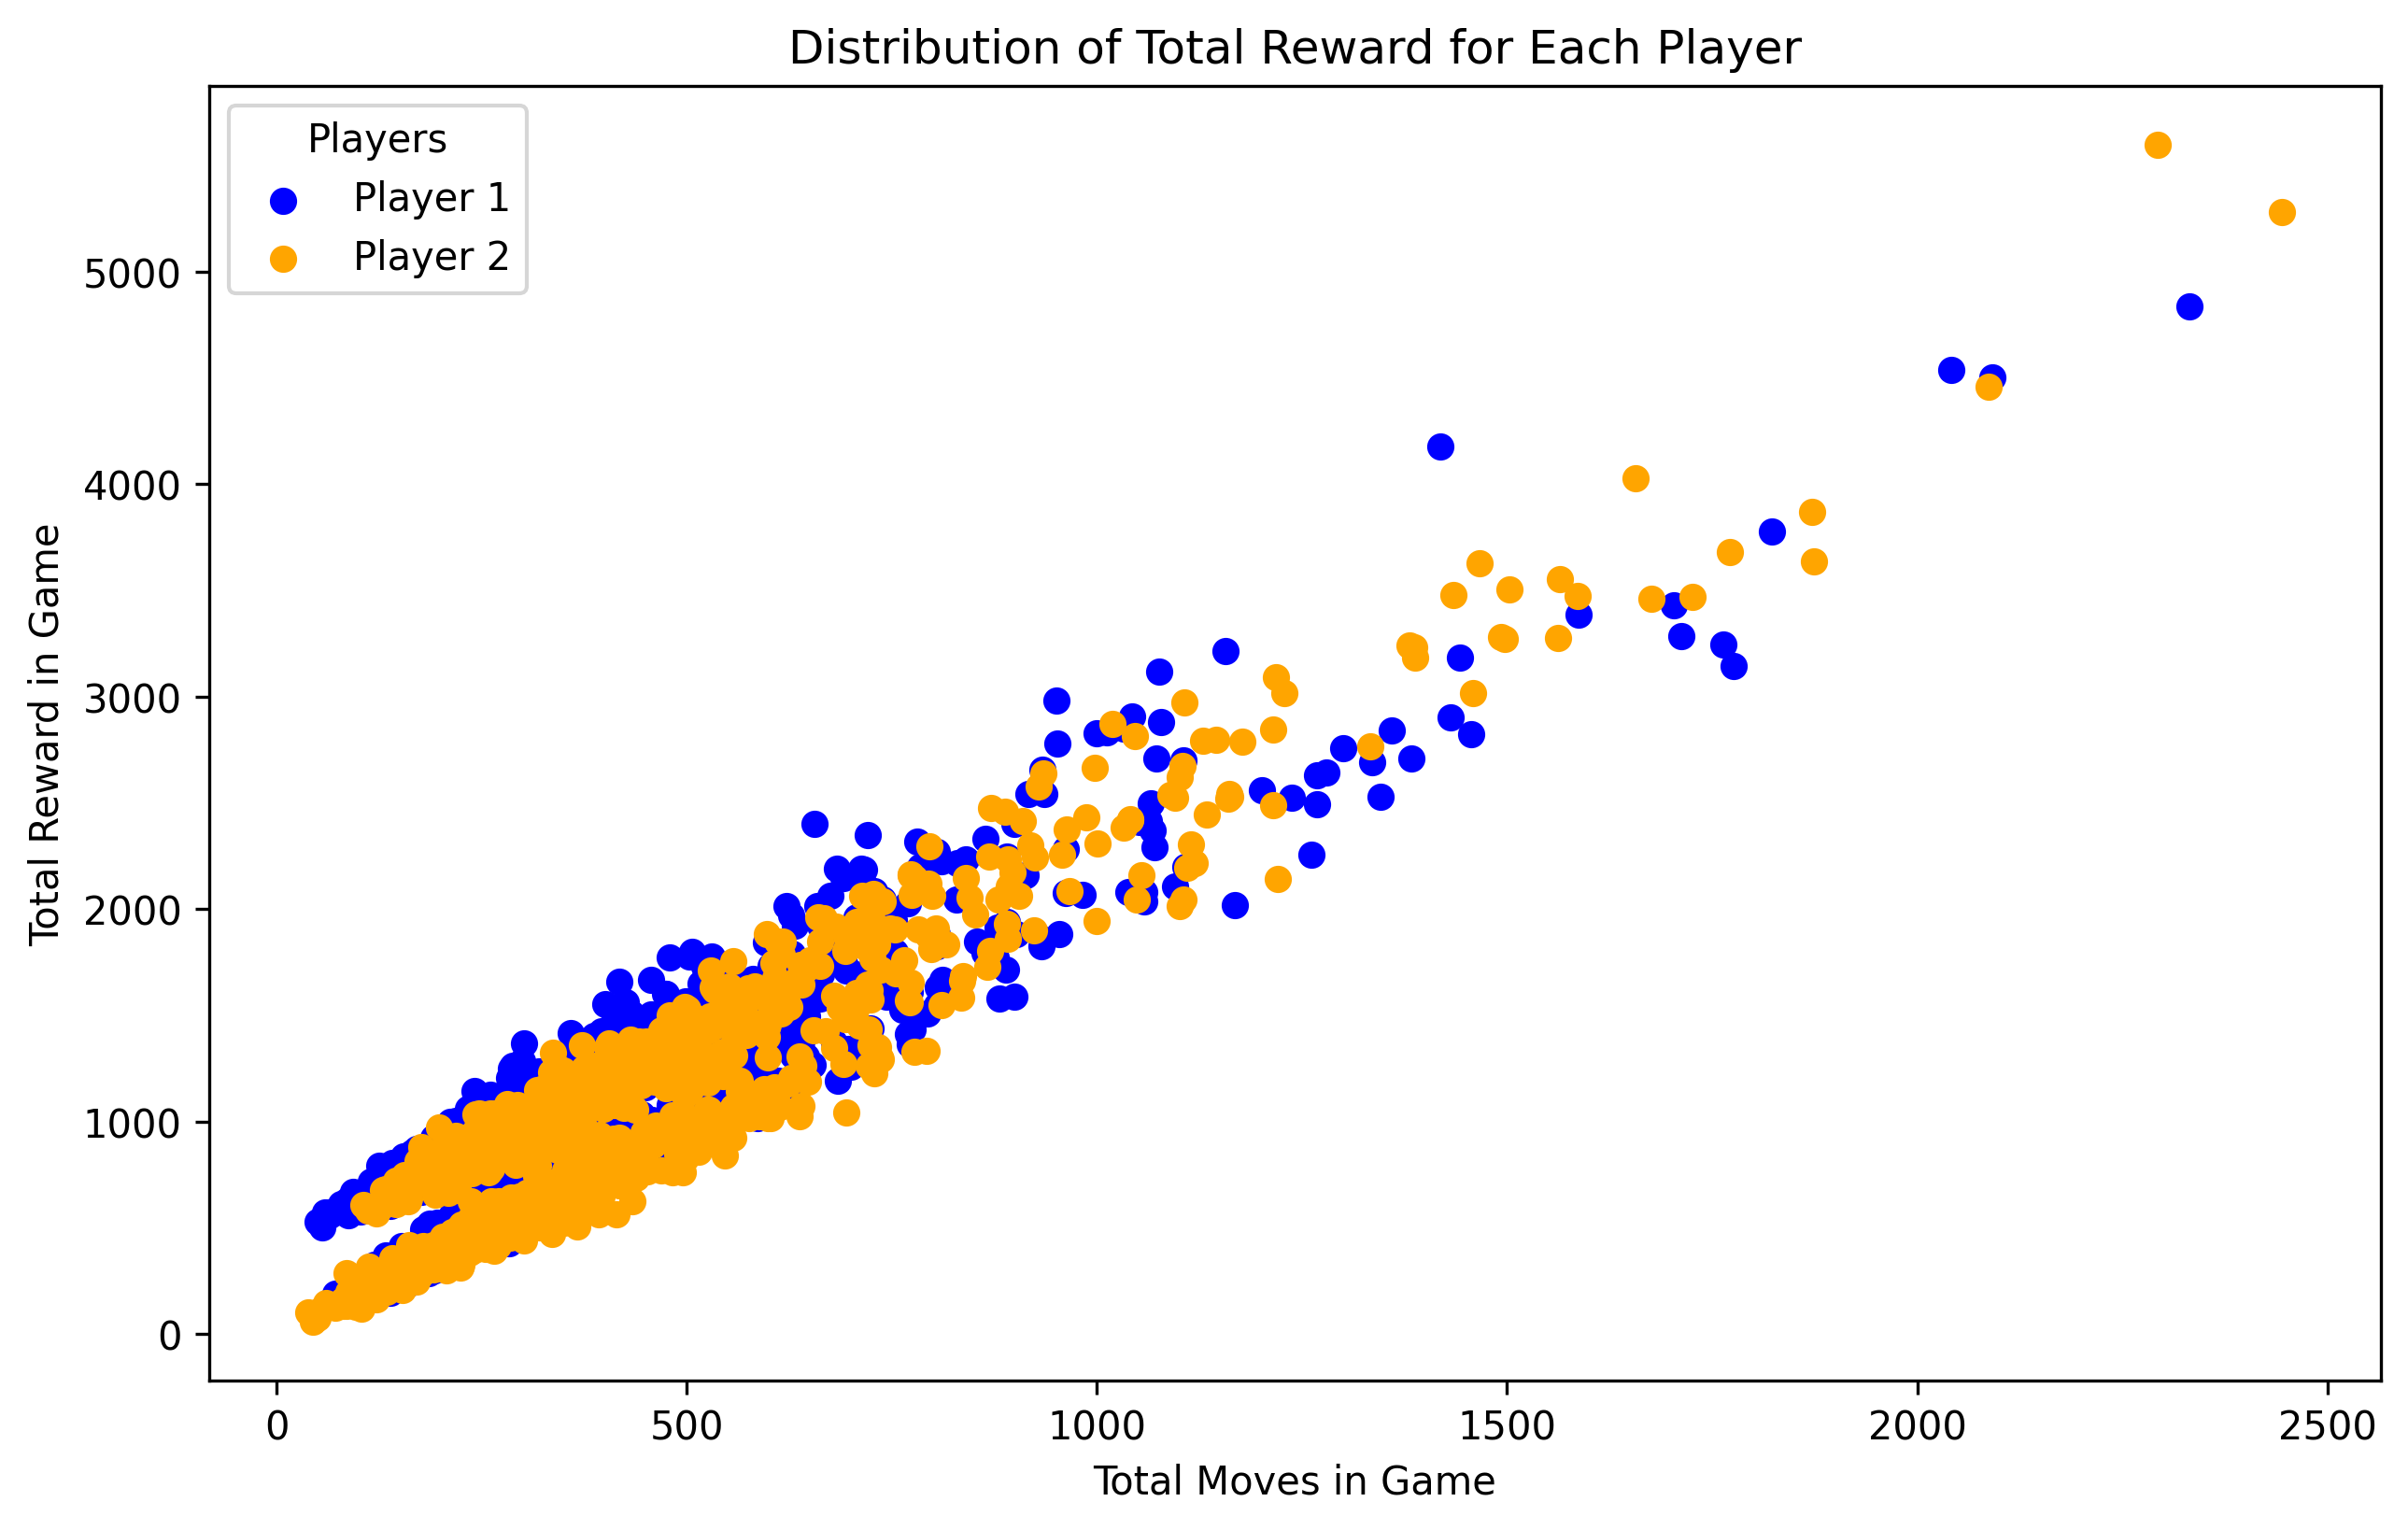 Distribution of Total Reward for Each Player
Players
Player 1
Player 2
Total Reward in Game
5000
4000
3000
2000
1000
0
0 500 1000 1500 2000 2500
Total Moves in Game